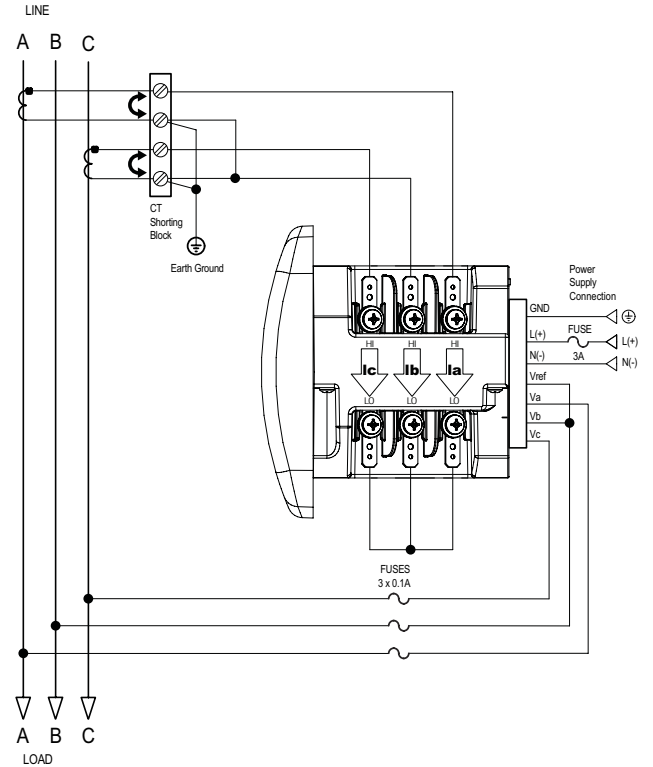 LINE
A B C
CT
Shorting
Block
Earth Ground
Power
Supply
Connection
GND
L(+) FUSE L(+)
N(-) 3A N(-)
Vref
Va
Vb
Vc
HI HI HI
Ic Ib Ia
LO LO LO
FUSES
3 x 0.1A
A B C
LOAD